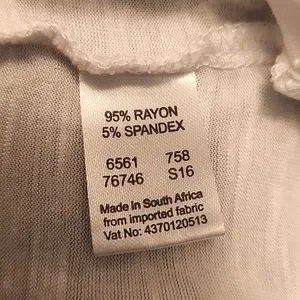 95% RAYON
5% SPANDEX
6561 758
76746 S16
Made in South Africa
from imported fabric
Vat No: 4370120513